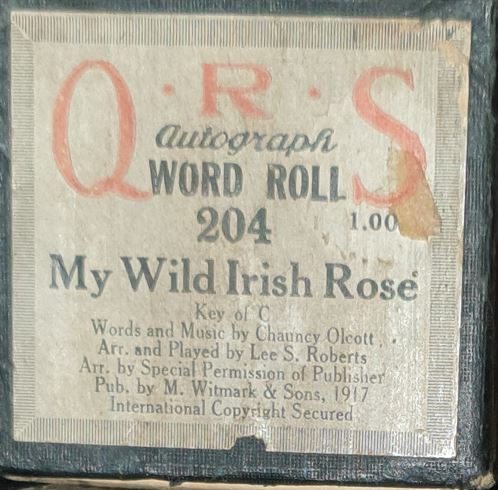 Q·R·S
Autograph
WORD ROLL
204 1.00
My Wild Irish Rose
Key of C
Words and Music by Chauncy Olcott
Arr. and Played by Lee S. Roberts
Arr. by Special Permission of Publisher
Pub. by M. Witmark & Sons, 1917
International Copyright Secured